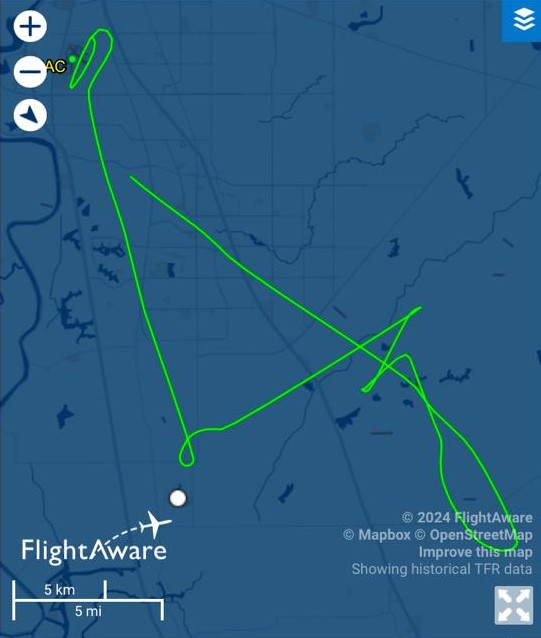 AC
© 2024 FlightAware
© Mapbox © OpenStreetMap
Improve this map
Showing historical TFR data
FlightAware
5 km
5 mi